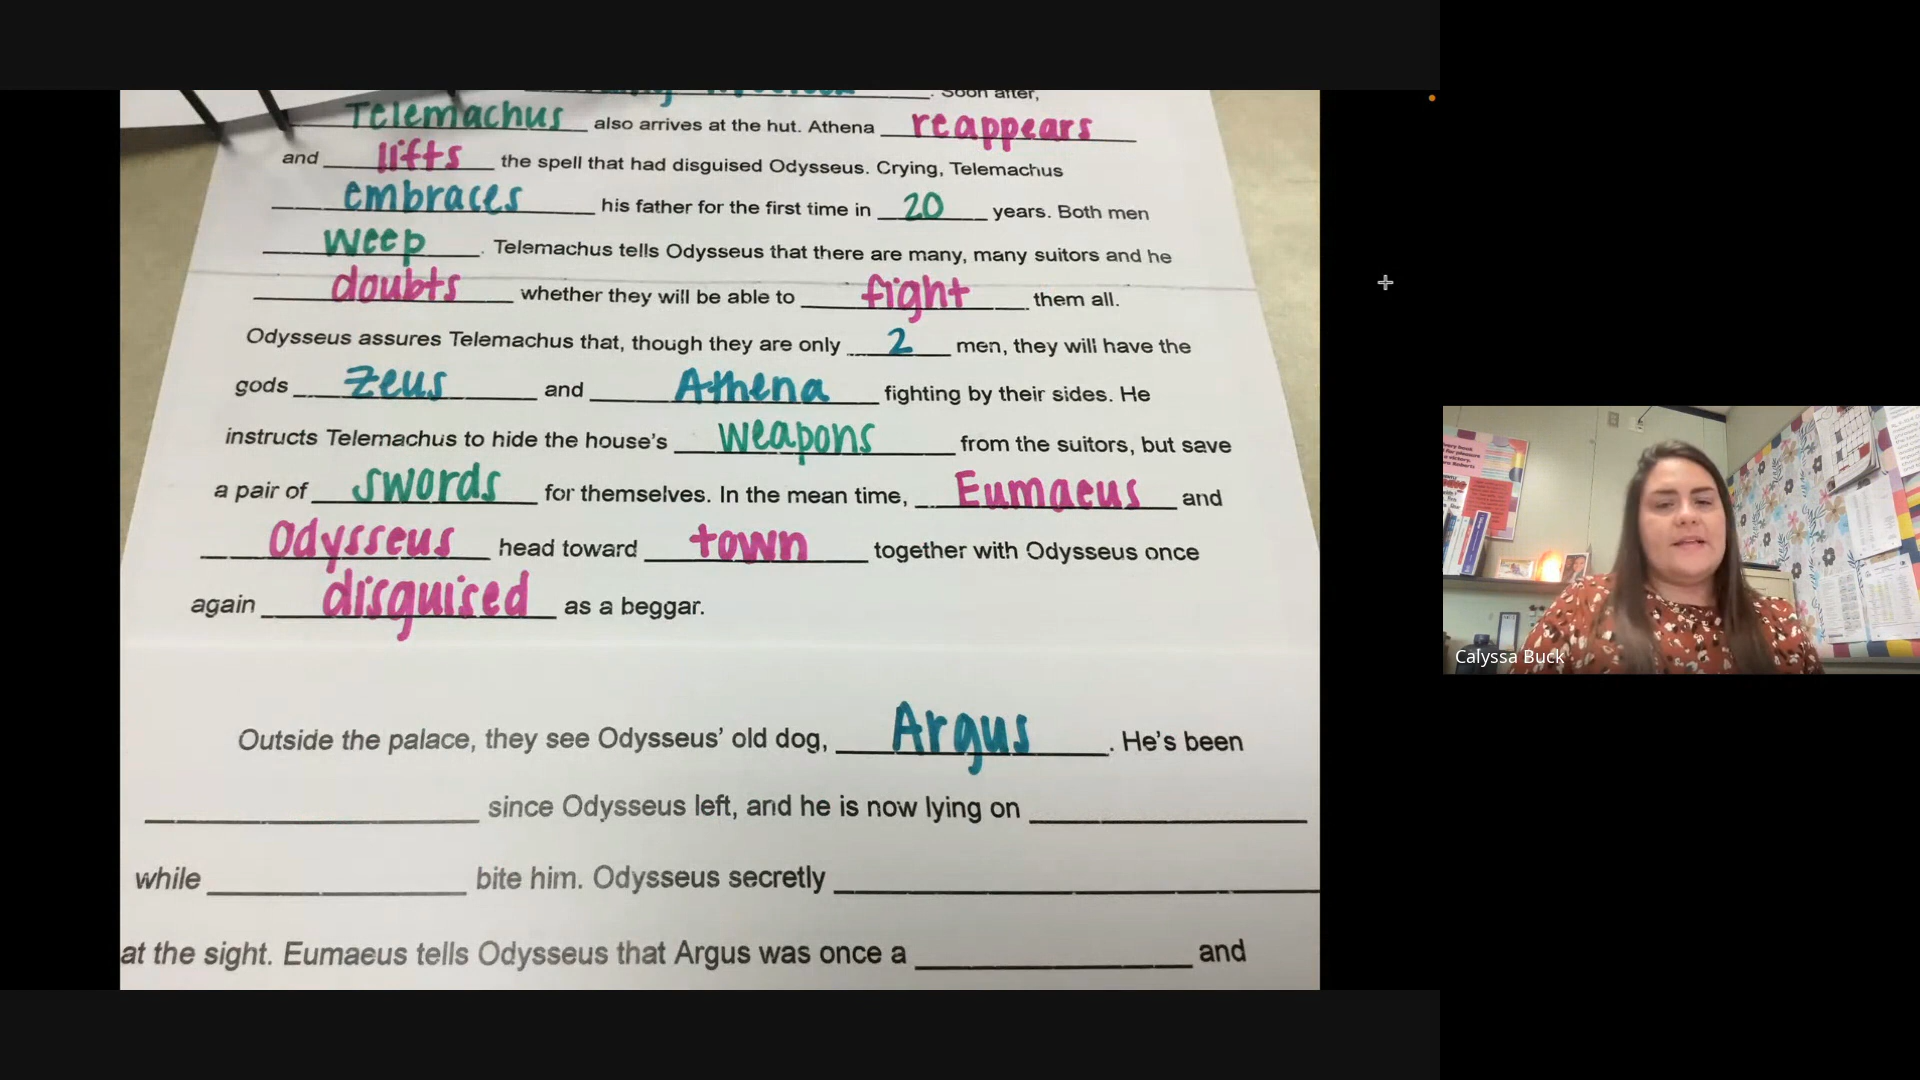 Soon after,
Telemachus also arrives at the hut. Athena reappears
and lifts the spell that had disguised Odysseus. Crying, Telemachus
embraces his father for the first time in 20 years. Both men
weep. Telemachus tells Odysseus that there are many, many suitors and he
doubts whether they will be able to fight them all.
Odysseus assures Telemachus that, though they are only 2 men, they will have the
gods Zeus and Athena fighting by their sides. He
instructs Telemachus to hide the house's weapons from the suitors, but save
a pair of swords for themselves. In the mean time, Eumaeus and
Odysseus head toward town together with Odysseus once
again disguised as a beggar.
Outside the palace, they see Odysseus' old dog, Argus. He's been
since Odysseus left, and he is now lying on
while bite him. Odysseus secretly
at the sight. Eumaeus tells Odysseus that Argus was once a and
Calyssa Buck